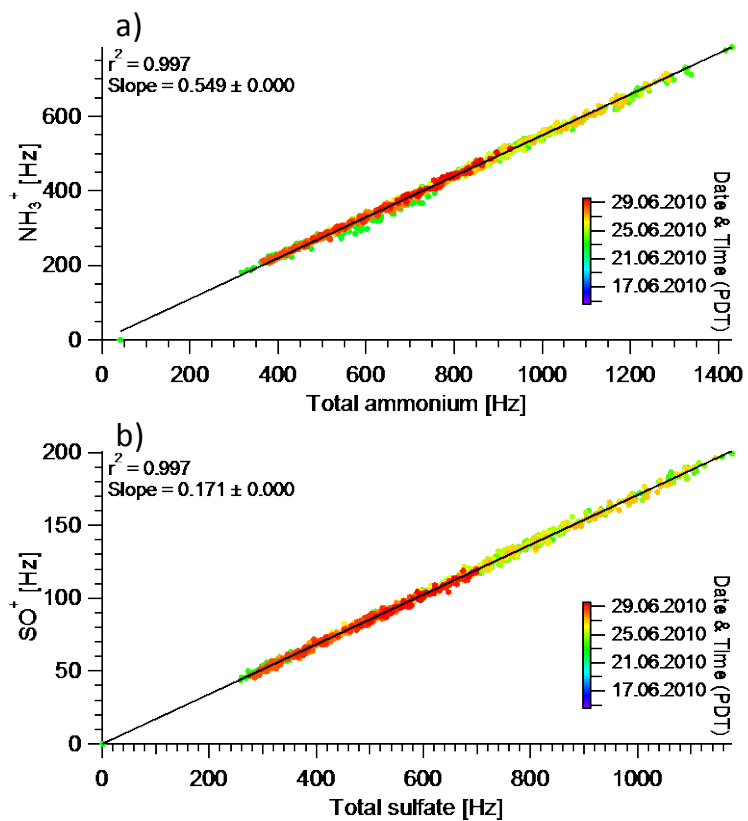 a)
r² = 0.997
Slope = 0.549 ± 0.000
NH₃⁺ [Hz]
600
400
200
0
29.06.2010
25.06.2010
21.06.2010
17.06.2010
Date & Time (PDT)
0 200 400 600 800 1000 1200 1400
Total ammonium [Hz]
b)
r² = 0.997
Slope = 0.171 ± 0.000
SO⁺ [Hz]
200
150
100
50
0
29.06.2010
25.06.2010
21.06.2010
17.06.2010
Date & Time (PDT)
0 200 400 600 800 1000
Total sulfate [Hz]